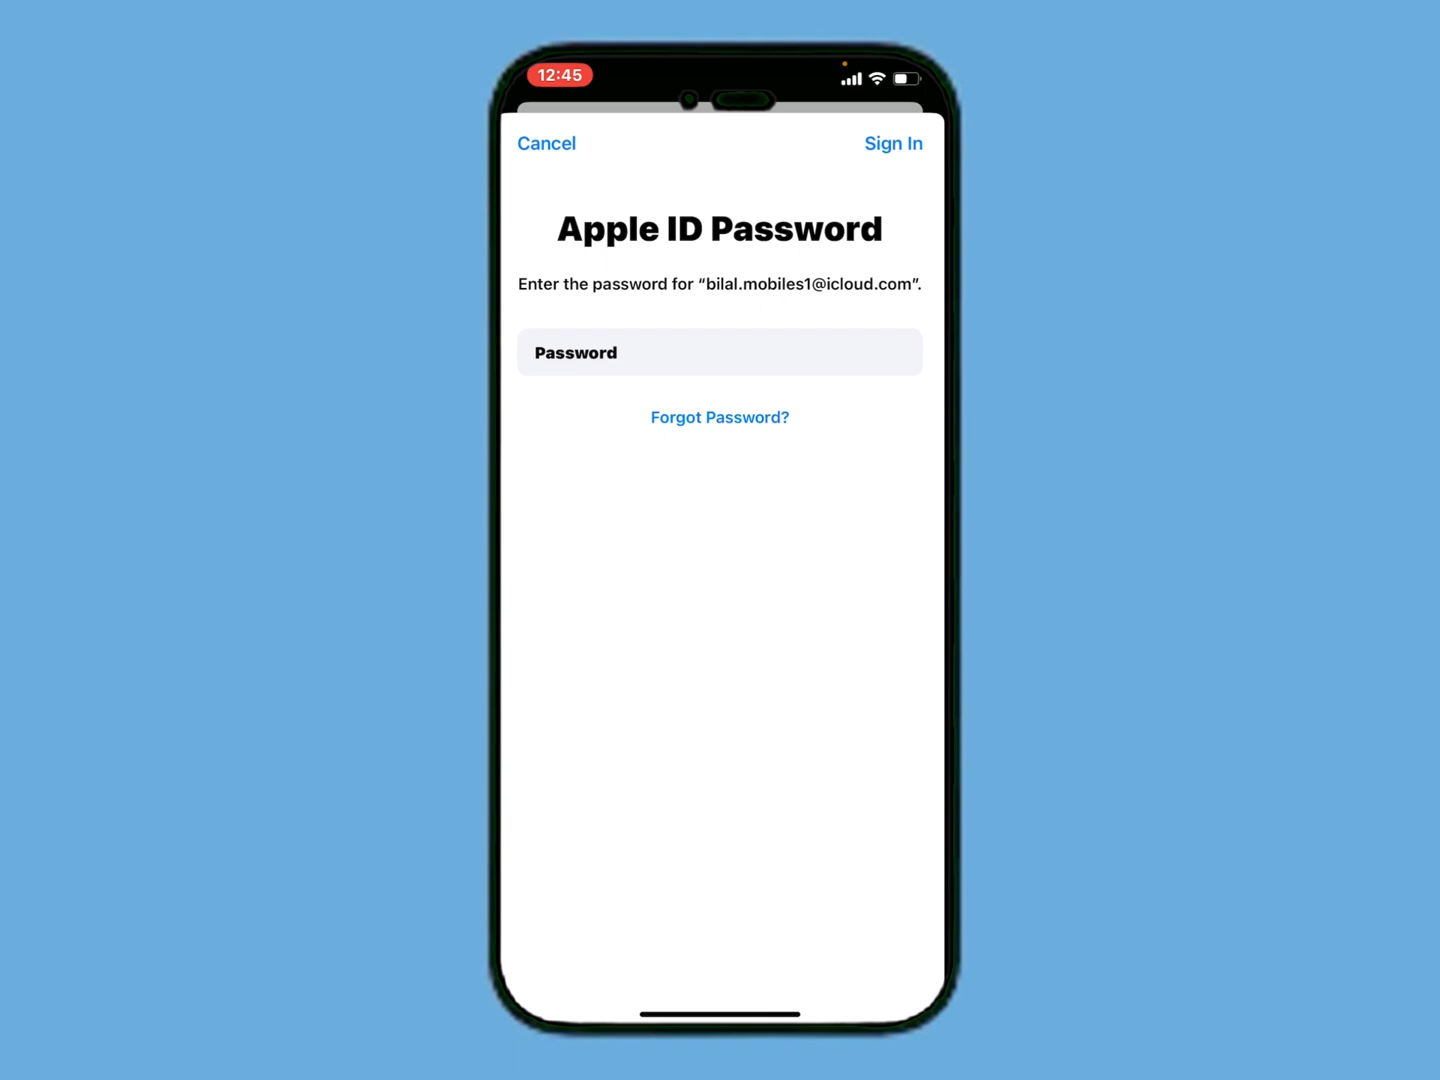 12:45
Cancel
Sign In
Apple ID Password
Enter the password for “bilal.mobiles1@icloud.com”.
Password
Forgot Password?